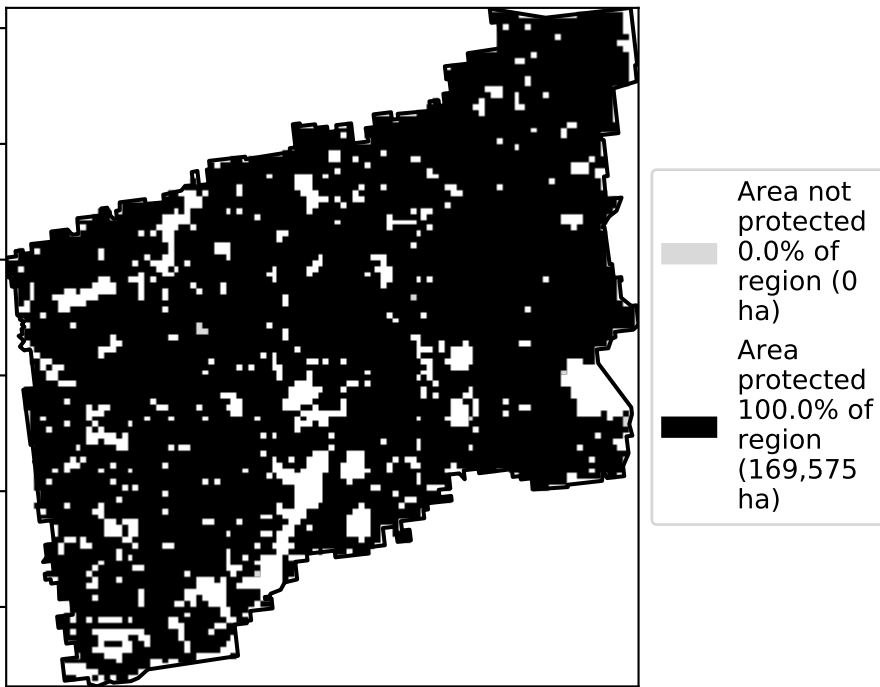 Area not
protected
0.0% of
region (0
ha)
Area
protected
100.0% of
region
(169,575
ha)